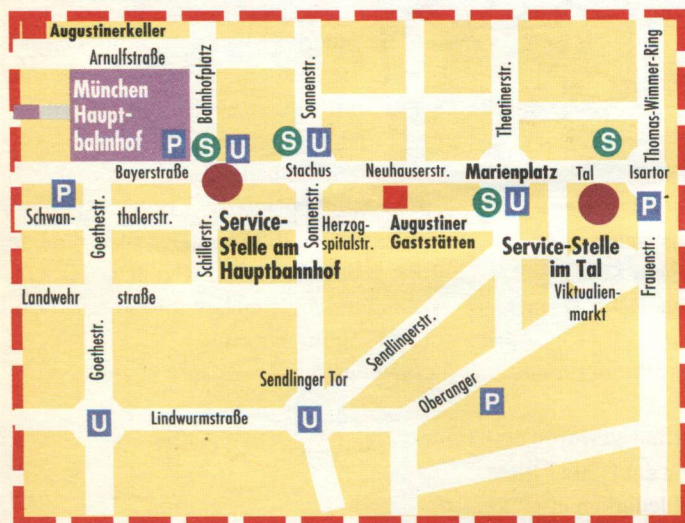 Augustinerkeller
Arnulfstraße
Bahnhofplatz
Sonnenstr.
Theatinerstr.
Thomas-Wimmer-Ring
München
Haupt-
bahnhof
P
S
U
S
U
S
Bayerstraße
Stachus
Neuhauserstr.
Marienplatz
Tal
Isartor
P
S
U
P
Schwan-
thalerstr.
Goethestr.
Schillerstr.
Service-
Stelle am
Hauptbahnhof
Sonnenstr.
Herzog-
spitalstr.
Augustiner
Gaststätten
Service-Stelle
im Tal
Viktualien-
markt
Frauenstr.
Landwehr
straße
Goethestr.
Sendlingerstr.
Sendlinger Tor
Oberanger
P
U
Lindwurmstraße
U